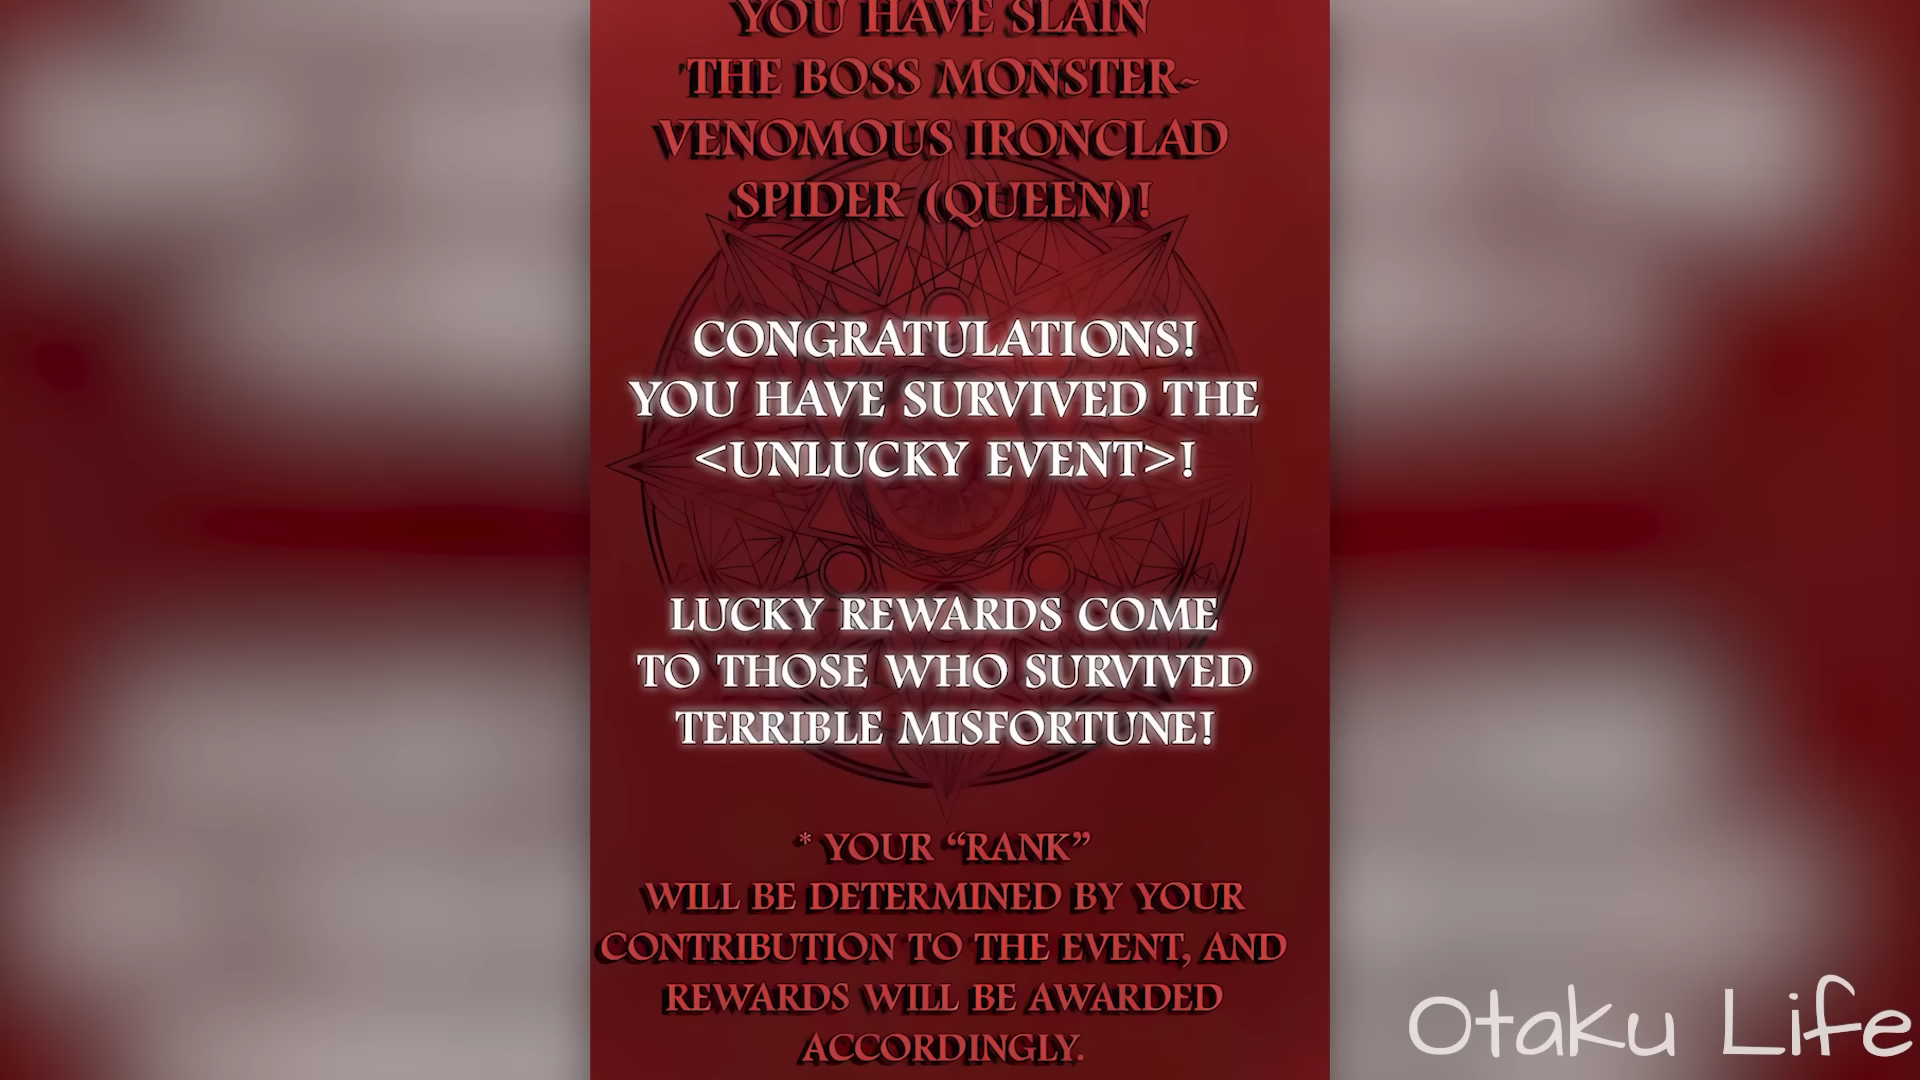 YOU HAVE SLAIN
THE BOSS MONSTER-
VENOMOUS IRONCLAD
SPIDER (QUEEN)!
CONGRATULATIONS!
YOU HAVE SURVIVED THE
<UNLUCKY EVENT>!
LUCKY REWARDS COME
TO THOSE WHO SURVIVED
TERRIBLE MISFORTUNE!
* YOUR “RANK”
WILL BE DETERMINED BY YOUR
CONTRIBUTION TO THE EVENT, AND
REWARDS WILL BE AWARDED
ACCORDINGLY.
Otaku Life